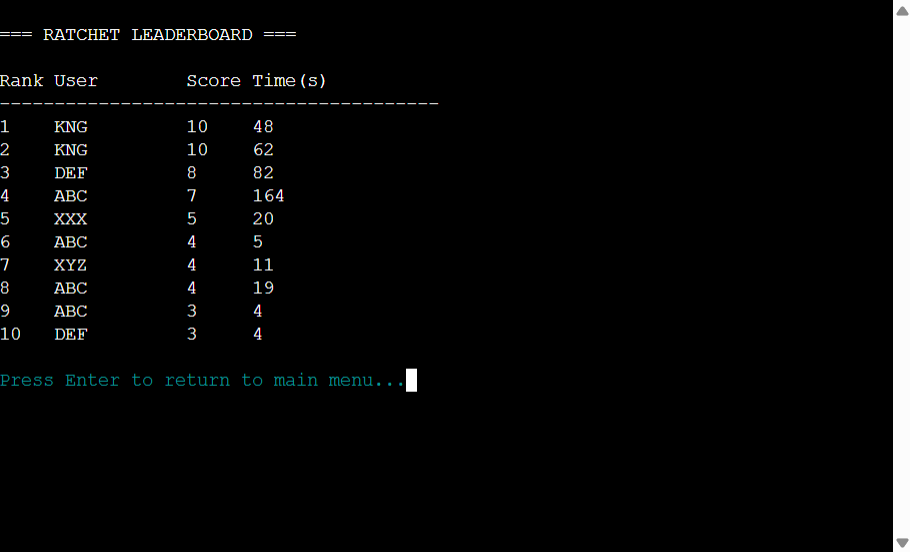 === RATCHET LEADERBOARD ===
Rank User        Score Time(s)
----------------------------------------
1    KNG         10    48
2    KNG         10    62
3    DEF         8     82
4    ABC         7     164
5    XXX         5     20
6    ABC         4     5
7    XYZ         4     11
8    ABC         4     19
9    ABC         3     4
10   DEF         3     4
Press Enter to return to main menu...